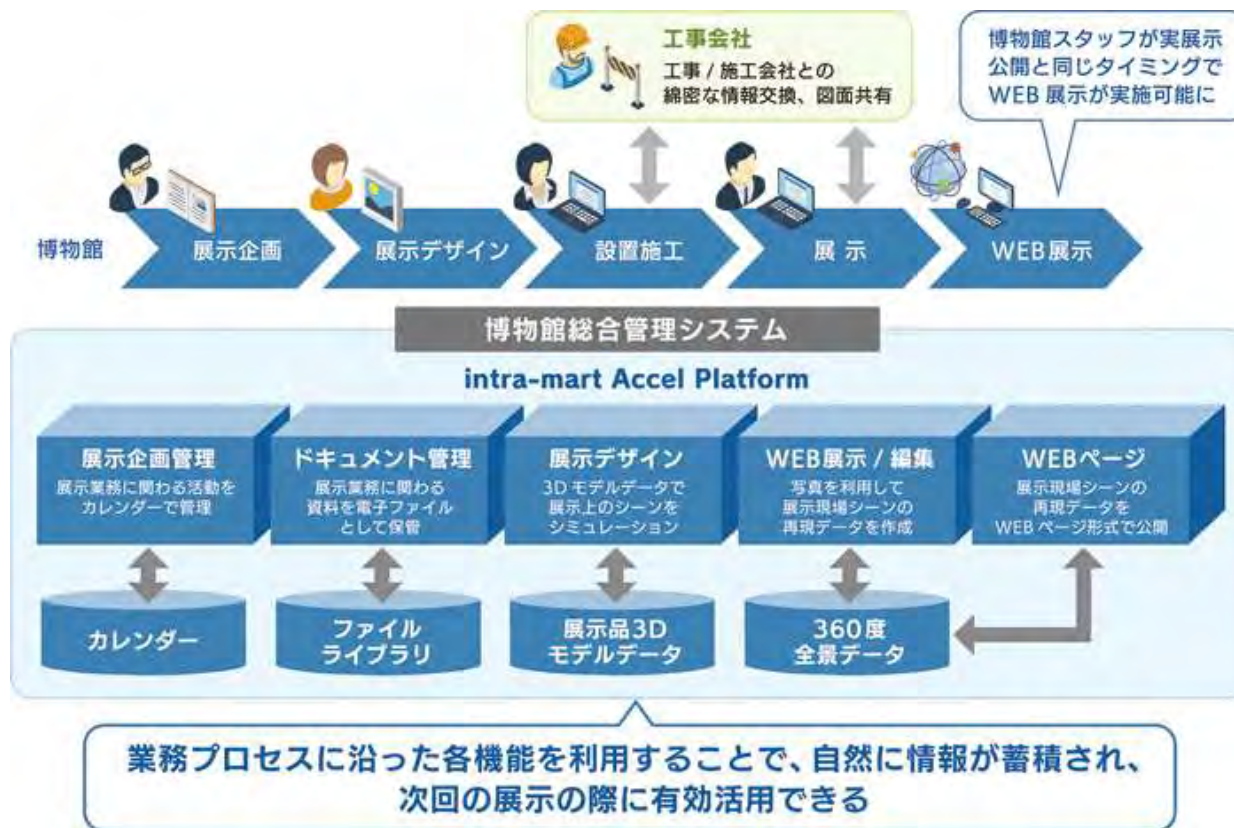 工事会社
工事 / 施工会社との
綿密な情報交換、図面共有
博物館スタッフが実展示
公開と同じタイミングで
WEB 展示が実施可能に
博物館
展示企画
展示デザイン
設置施工
展 示
WEB展示
博物館総合管理システム
intra-mart Accel Platform
展示企画管理
展示業務に関わる活動を
カレンダーで管理
ドキュメント管理
展示業務に関わる
資料を電子ファイル
として保管
展示デザイン
3D モデルデータで
展示上のシーンを
シミュレーション
WEB展示 / 編集
写真を利用して
展示現場シーンの
再現データを作成
WEBページ
展示現場シーンの
再現データを
WEB ページ形式で公開
カレンダー
ファイル
ライブラリ
展示品3D
モデルデータ
360度
全景データ
業務プロセスに沿った各機能を利用することで、自然に情報が蓄積され、
次回の展示の際に有効活用できる